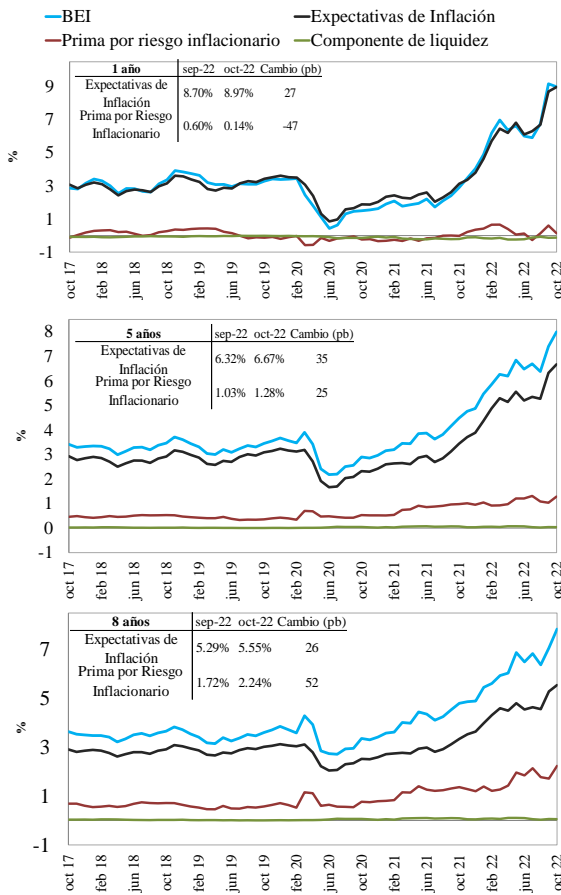 BEI
Expectativas de Inflación
Prima por riesgo inflacionario
Componente de liquidez
1 año sep-22 oct-22 Cambio (pb)
Expectativas de Inflación 8.70% 8.97% 27
Prima por Riesgo Inflacionario 0.60% 0.14% -47
%
9
7
5
3
1
-1
oct 17 feb 18 jun 18 oct 18 feb 19 jun 19 oct 19 feb 20 jun 20 oct 20 feb 21 jun 21 oct 21 feb 22 jun 22 oct 22
5 años sep-22 oct-22 Cambio (pb)
Expectativas de Inflación 6.32% 6.67% 35
Prima por Riesgo Inflacionario 1.03% 1.28% 25
%
8
7
6
5
4
3
2
1
0
-1
oct 17 feb 18 jun 18 oct 18 feb 19 jun 19 oct 19 feb 20 jun 20 oct 20 feb 21 jun 21 oct 21 feb 22 jun 22 oct 22
8 años sep-22 oct-22 Cambio (pb)
Expectativas de Inflación 5.29% 5.55% 26
Prima por Riesgo Inflacionario 1.72% 2.24% 52
%
7
5
3
1
-1
oct 17 feb 18 jun 18 oct 18 feb 19 jun 19 oct 19 feb 20 jun 20 oct 20 feb 21 jun 21 oct 21 feb 22 jun 22 oct 22